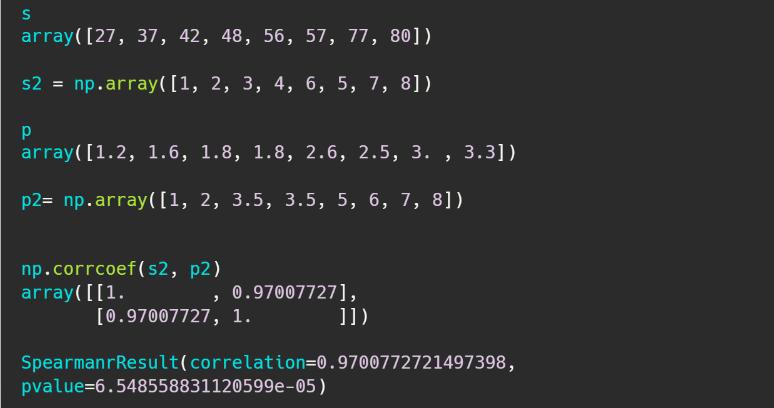 s
array([27, 37, 42, 48, 56, 57, 77, 80])
s2 = np.array([1, 2, 3, 4, 6, 5, 7, 8])
p
array([1.2, 1.6, 1.8, 1.8, 2.6, 2.5, 3. , 3.3])
p2= np.array([1, 2, 3.5, 3.5, 5, 6, 7, 8])
np.corrcoef(s2, p2)
array([[1.        , 0.97007727],
       [0.97007727, 1.        ]])
SpearmanrResult(correlation=0.9700772721497398,
pvalue=6.548558831120599e-05)